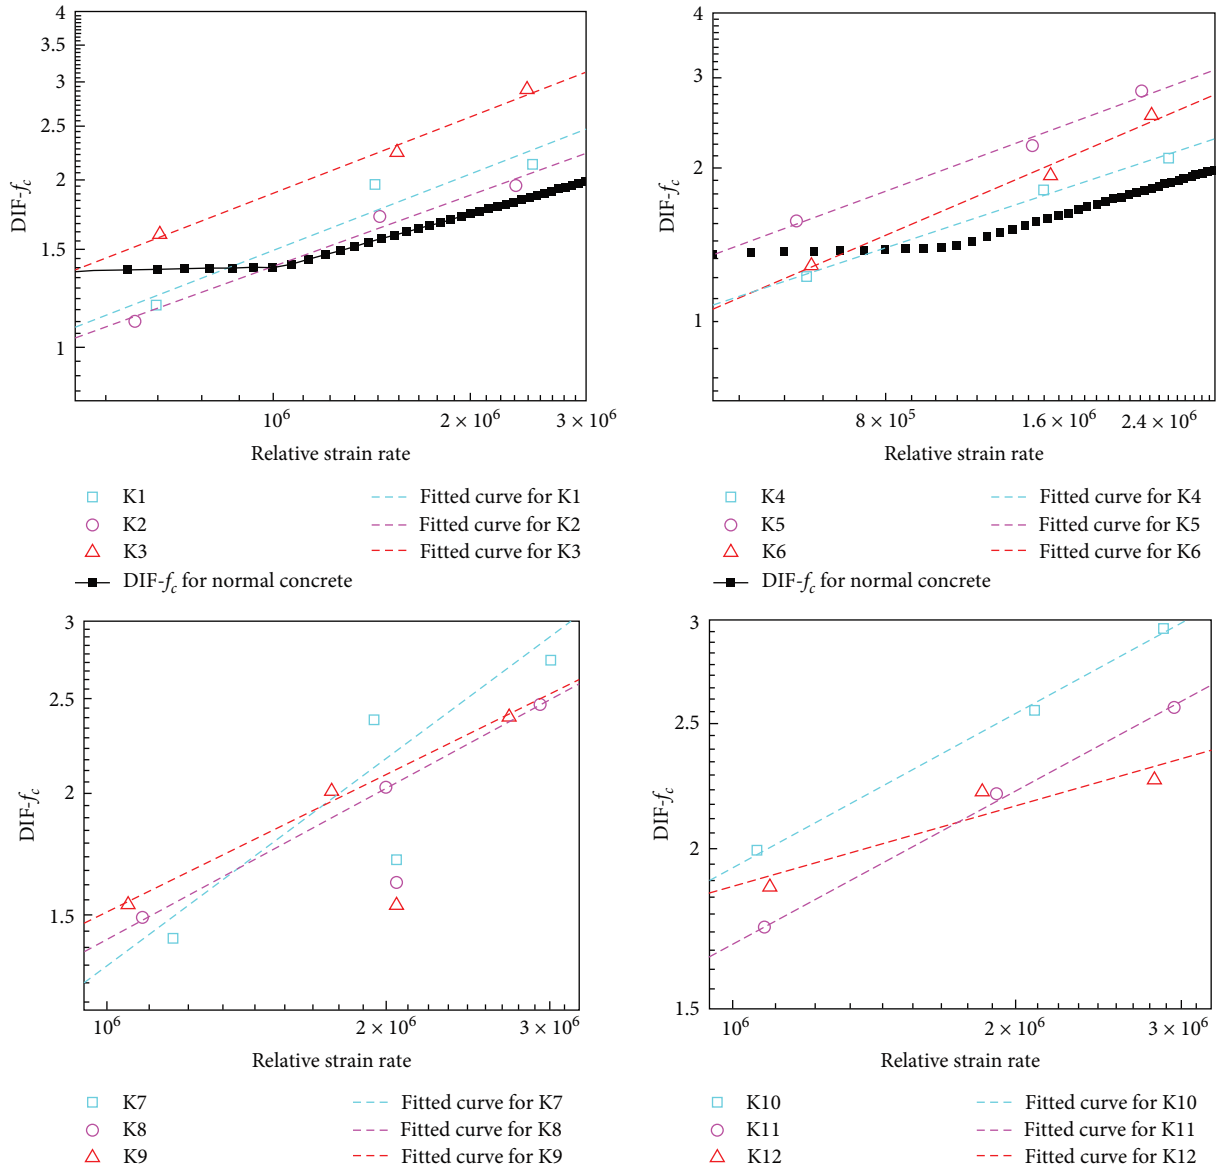 4
3.5
3
2.5
2
1.5
1
DIF-f_c
10^6
2 × 10^6
3 × 10^6
Relative strain rate
K1
Fitted curve for K1
K2
Fitted curve for K2
K3
Fitted curve for K3
DIF-f_c for normal concrete
4
3
2
1
DIF-f_c
8 × 10^5
1.6 × 10^6
2.4 × 10^6
Relative strain rate
K4
Fitted curve for K4
K5
Fitted curve for K5
K6
Fitted curve for K6
DIF-f_c for normal concrete
3
2.5
2
1.5
DIF-f_c
10^6
2 × 10^6
3 × 10^6
Relative strain rate
K7
Fitted curve for K7
K8
Fitted curve for K8
K9
Fitted curve for K9
3
2.5
2
1.5
DIF-f_c
10^6
2 × 10^6
3 × 10^6
Relative strain rate
K10
Fitted curve for K10
K11
Fitted curve for K11
K12
Fitted curve for K12